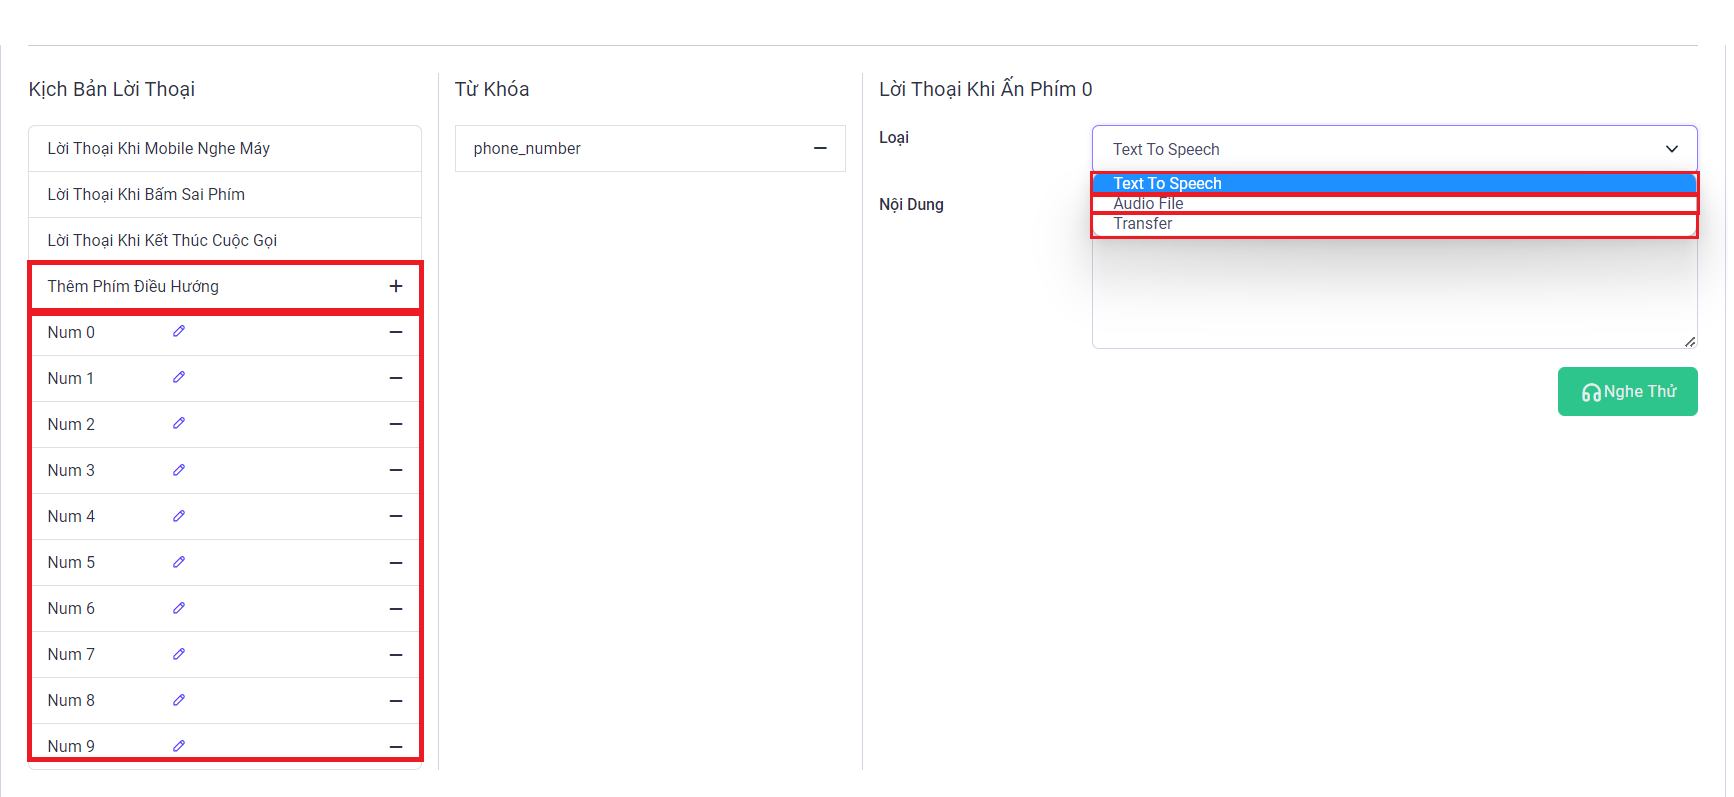 Kịch Bản Lời Thoại
Lời Thoại Khi Mobile Nghe Máy
Lời Thoại Khi Bấm Sai Phím
Lời Thoại Khi Kết Thúc Cuộc Gọi
Thêm Phím Điều Hướng
Num 0
Num 1
Num 2
Num 3
Num 4
Num 5
Num 6
Num 7
Num 8
Num 9
Từ Khóa
phone_number
Lời Thoại Khi Ấn Phím 0
Loại
Text To Speech
Text To Speech
Audio File
Transfer
Nội Dung
Nghe Thử